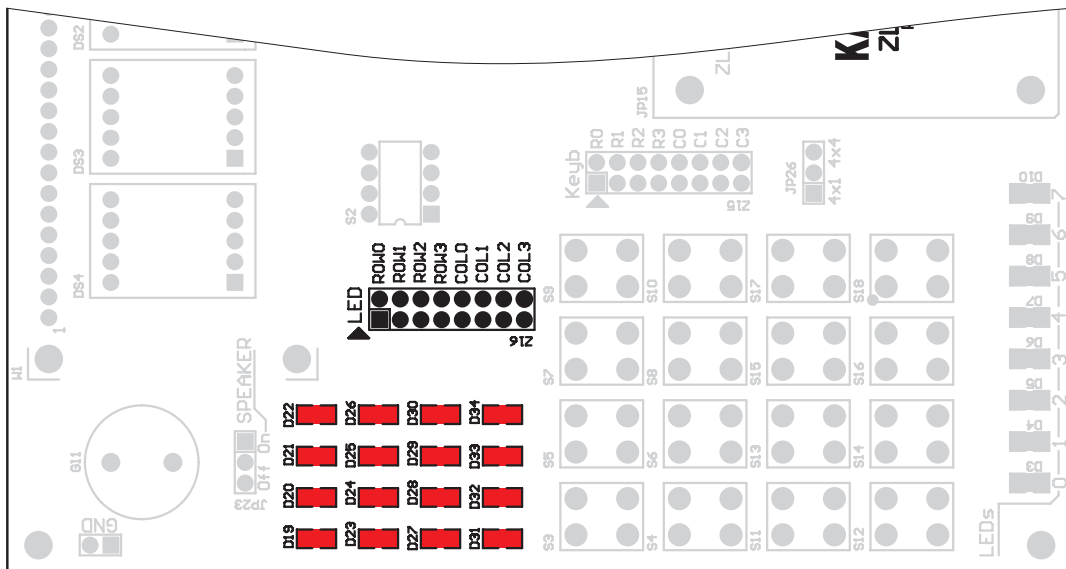 DS2
K
ZL
ZL
JP15
DS3
R0
R1
R2
R3
C0
C1
C2
C3
Keyb
JP26
4x1 4x4
ZI5
S2
DS4
D10
7
D9
6
D8
5
D7
4
D6
3
D5
2
D4
1
D3
0
LEDs
ROW0
ROW1
ROW2
ROW3
COL0
COL1
COL2
COL3
LED
ZI6
S9
S10
S17
S18
1
W1
S7
S8
S15
S16
SPEAKER
On
Off
JP23
G11
GND
D22
D26
D30
D34
D21
D25
D29
D33
D20
D24
D28
D32
D19
D23
D27
D31
S5
S6
S13
S14
S3
S4
S11
S12